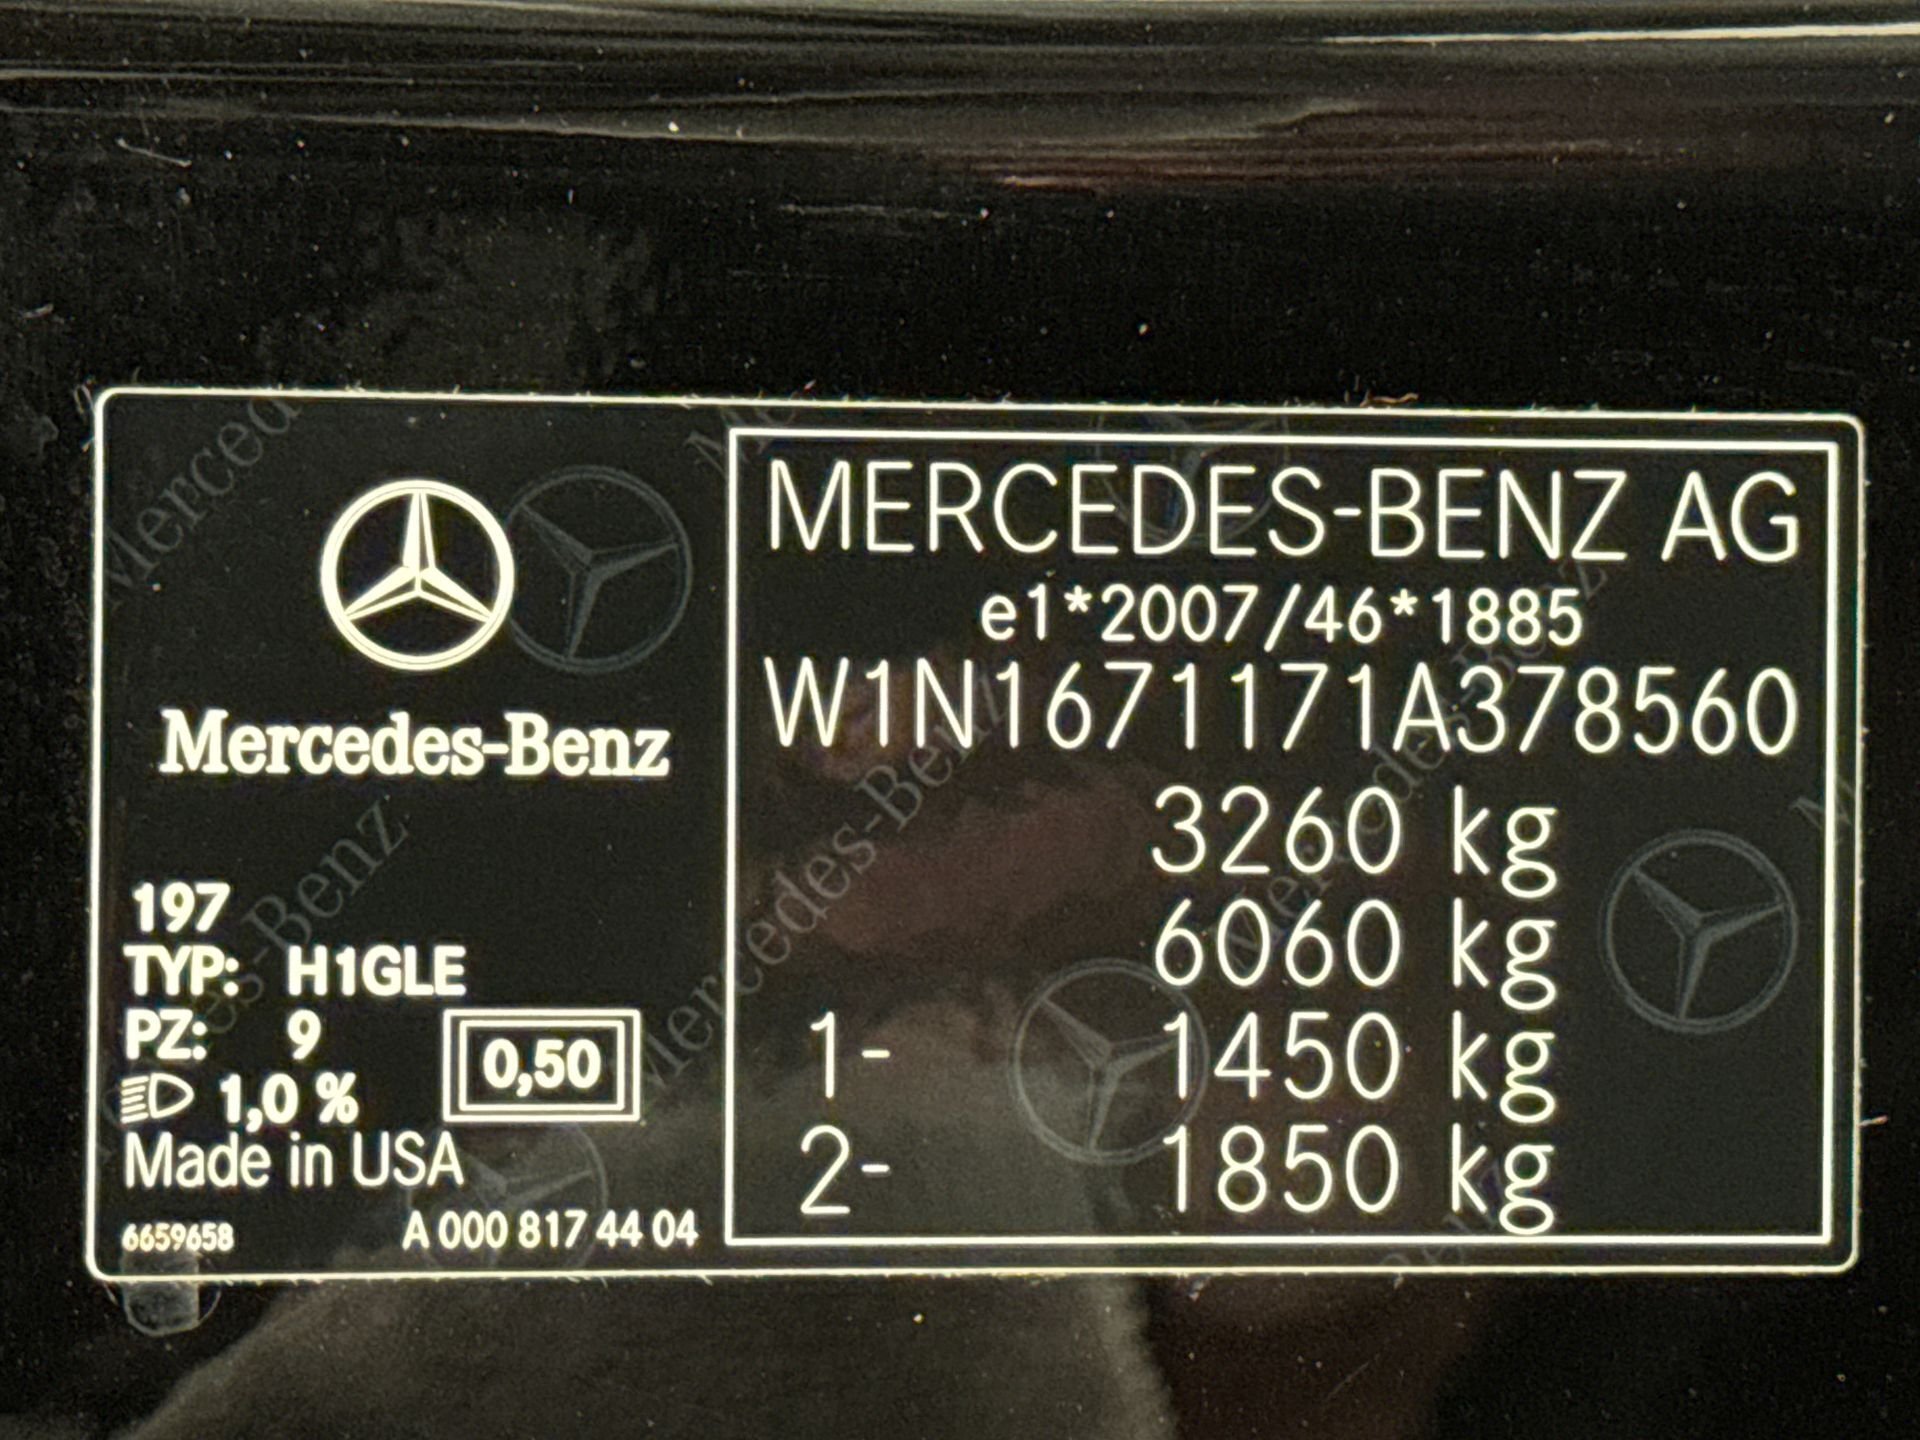 Mercedes-Benz
197
TYP: H1GLE
PZ: 9
1,0 %
0,50
Made in USA
6659658
A 000 817 44 04
MERCEDES-BENZ AG
e1*2007/46*1885
W1N1671171A378560
3260 kg
6060 kg
1- 1450 kg
2- 1850 kg